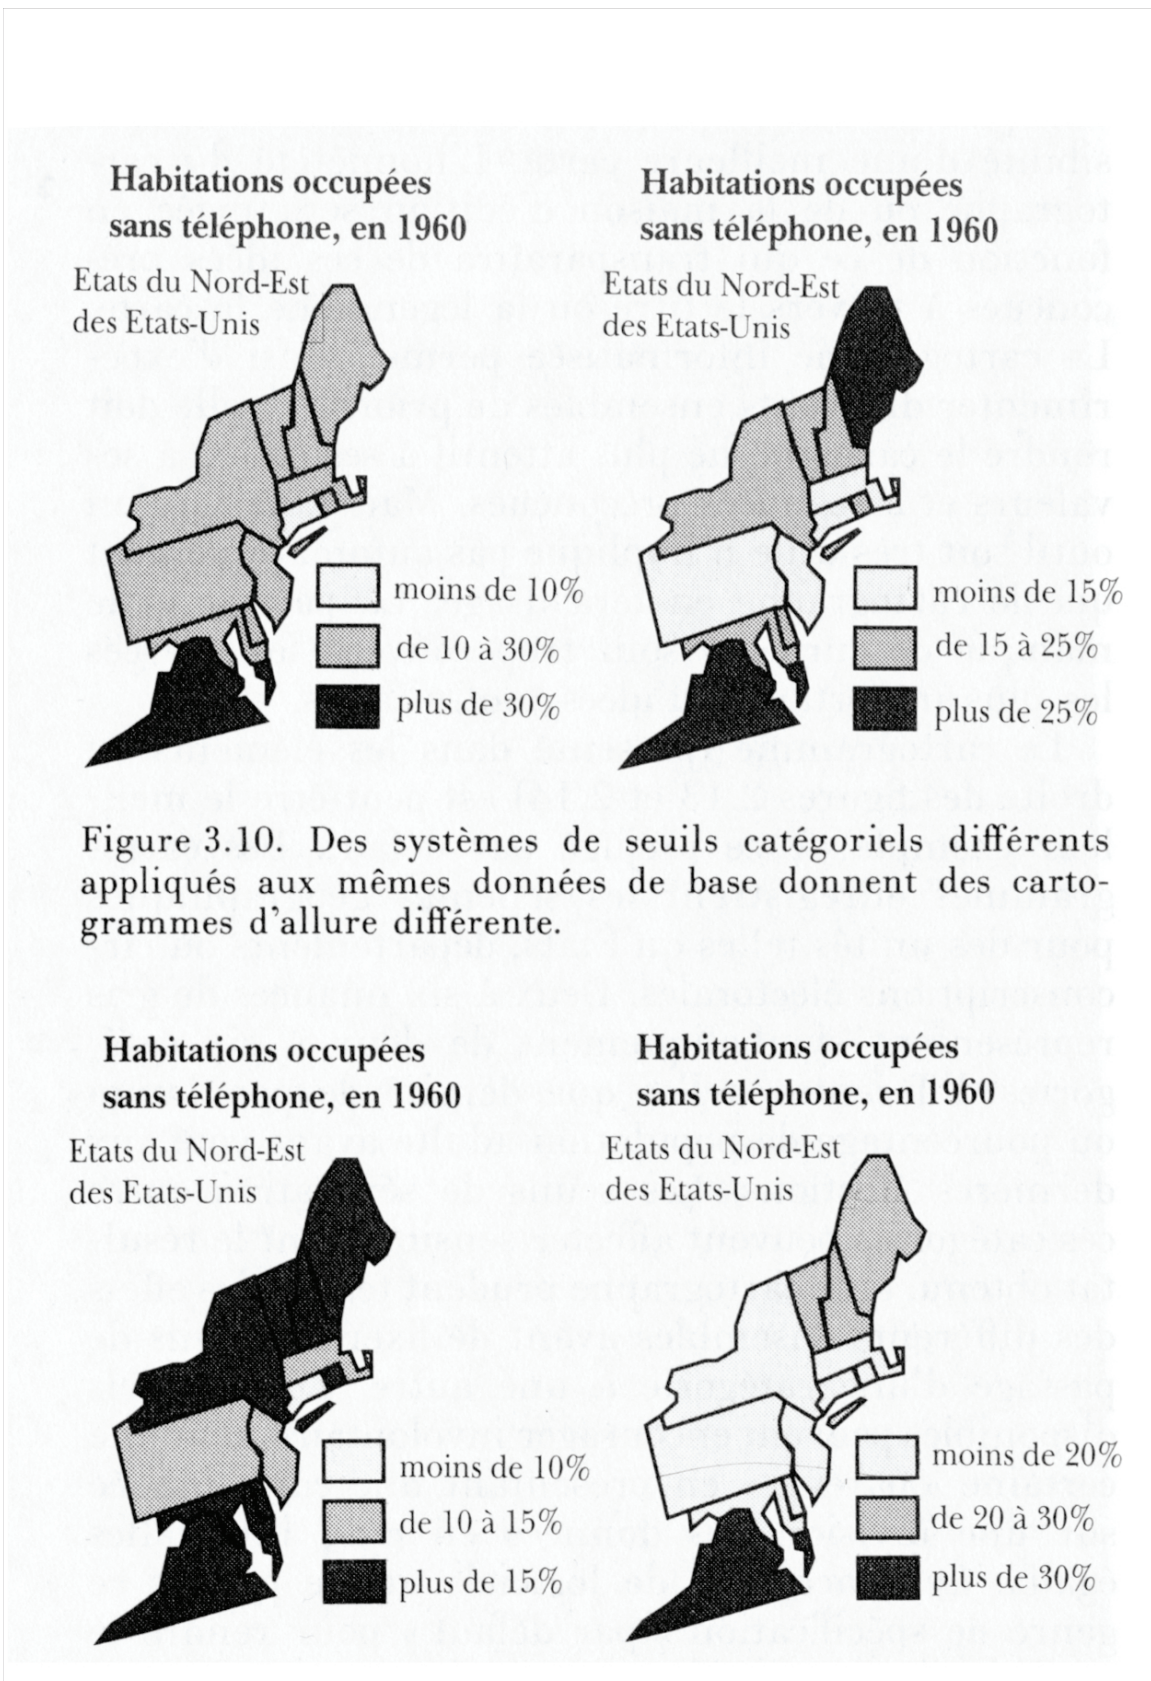 Habitations occupées
sans téléphone, en 1960
Etats du Nord-Est
des Etats-Unis
moins de 10%
de 10 à 30%
plus de 30%
Habitations occupées
sans téléphone, en 1960
Etats du Nord-Est
des Etats-Unis
moins de 15%
de 15 à 25%
plus de 25%
Figure 3.10. Des systèmes de seuils catégoriels différents
appliqués aux mêmes données de base donnent des carto-
grammes d'allure différente.
Habitations occupées
sans téléphone, en 1960
Etats du Nord-Est
des Etats-Unis
moins de 10%
de 10 à 15%
plus de 15%
Habitations occupées
sans téléphone, en 1960
Etats du Nord-Est
des Etats-Unis
moins de 20%
de 20 à 30%
plus de 30%